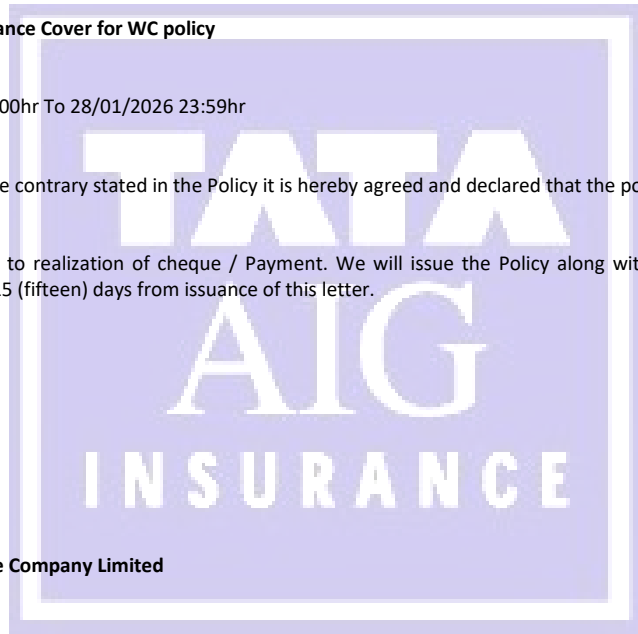 ance Cover for WC policy
00hr To 28/01/2026 23:59hr
e contrary stated in the Policy it is hereby agreed and declared that the po
to realization of cheque / Payment. We will issue the Policy along wit
5 (fifteen) days from issuance of this letter.
e Company Limited
TATA
AIG
INSURANCE